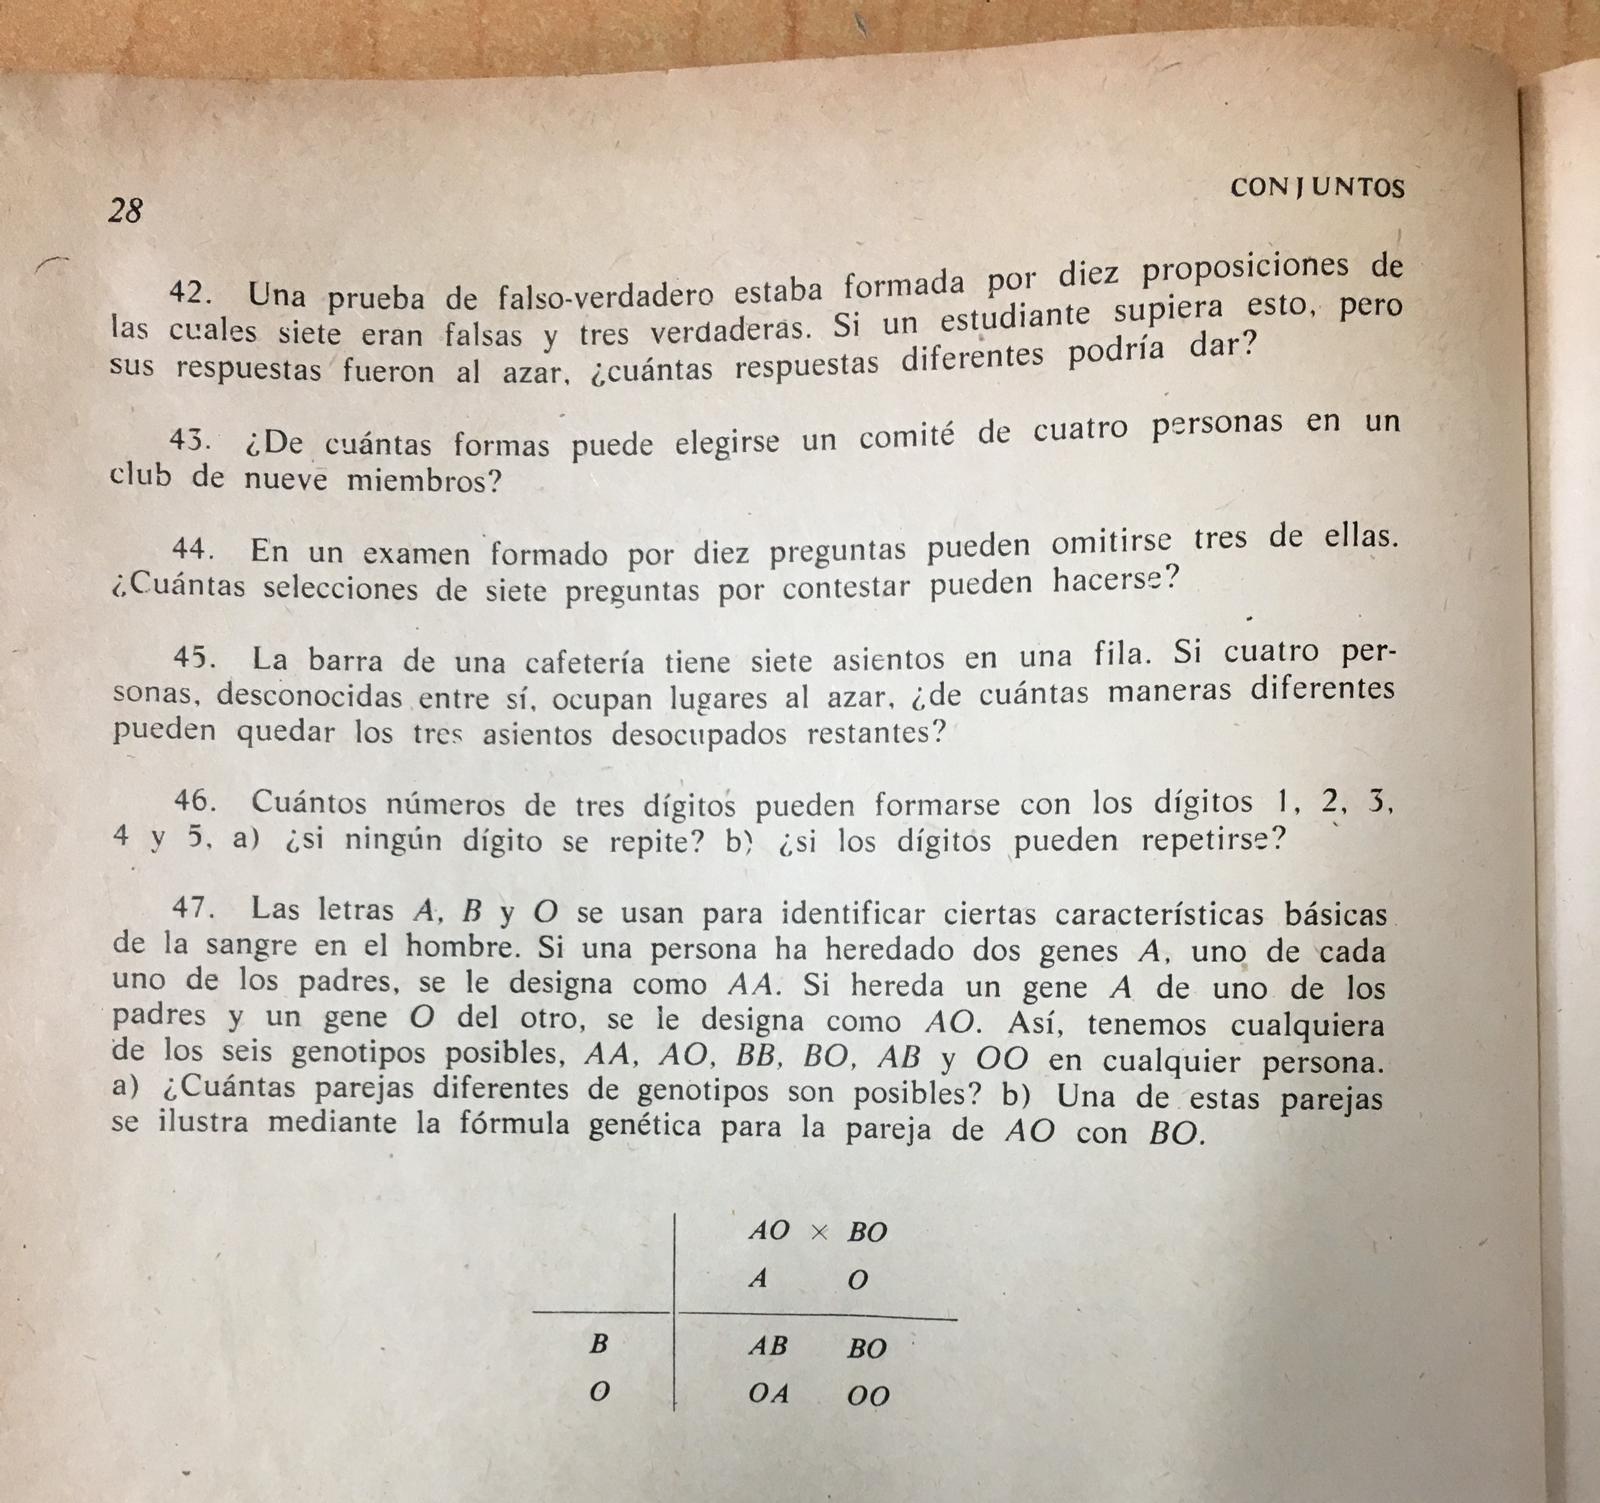 28
CONJUNTOS
42. Una prueba de falso-verdadero estaba formada por diez proposiciones de
las cuales siete eran falsas y tres verdaderas. Si un estudiante supiera esto, pero
sus respuestas fueron al azar, ¿cuántas respuestas diferentes podría dar?
43. ¿De cuántas formas puede elegirse un comité de cuatro personas en un
club de nueve miembros?
44. En un examen formado por diez preguntas pueden omitirse tres de ellas.
¿Cuántas selecciones de siete preguntas por contestar pueden hacerse?
45. La barra de una cafetería tiene siete asientos en una fila. Si cuatro per-
sonas, desconocidas entre sí, ocupan lugares al azar, ¿de cuántas maneras diferentes
pueden quedar los tres asientos desocupados restantes?
46. Cuántos números de tres dígitos pueden formarse con los dígitos 1, 2, 3,
4 y 5, a) ¿si ningún dígito se repite? b) ¿si los dígitos pueden repetirse?
47. Las letras A, B y O se usan para identificar ciertas características básicas
de la sangre en el hombre. Si una persona ha heredado dos genes A, uno de cada
uno de los padres, se le designa como AA. Si hereda un gene A de uno de los
padres y un gene O del otro, se le designa como AO. Así, tenemos cualquiera
de los seis genotipos posibles, AA, AO, BB, BO, AB y OO en cualquier persona.
a) ¿Cuántas parejas diferentes de genotipos son posibles? b) Una de estas parejas
se ilustra mediante la fórmula genética para la pareja de AO con BO.
AO × BO
A O
B AB BO
O OA OO